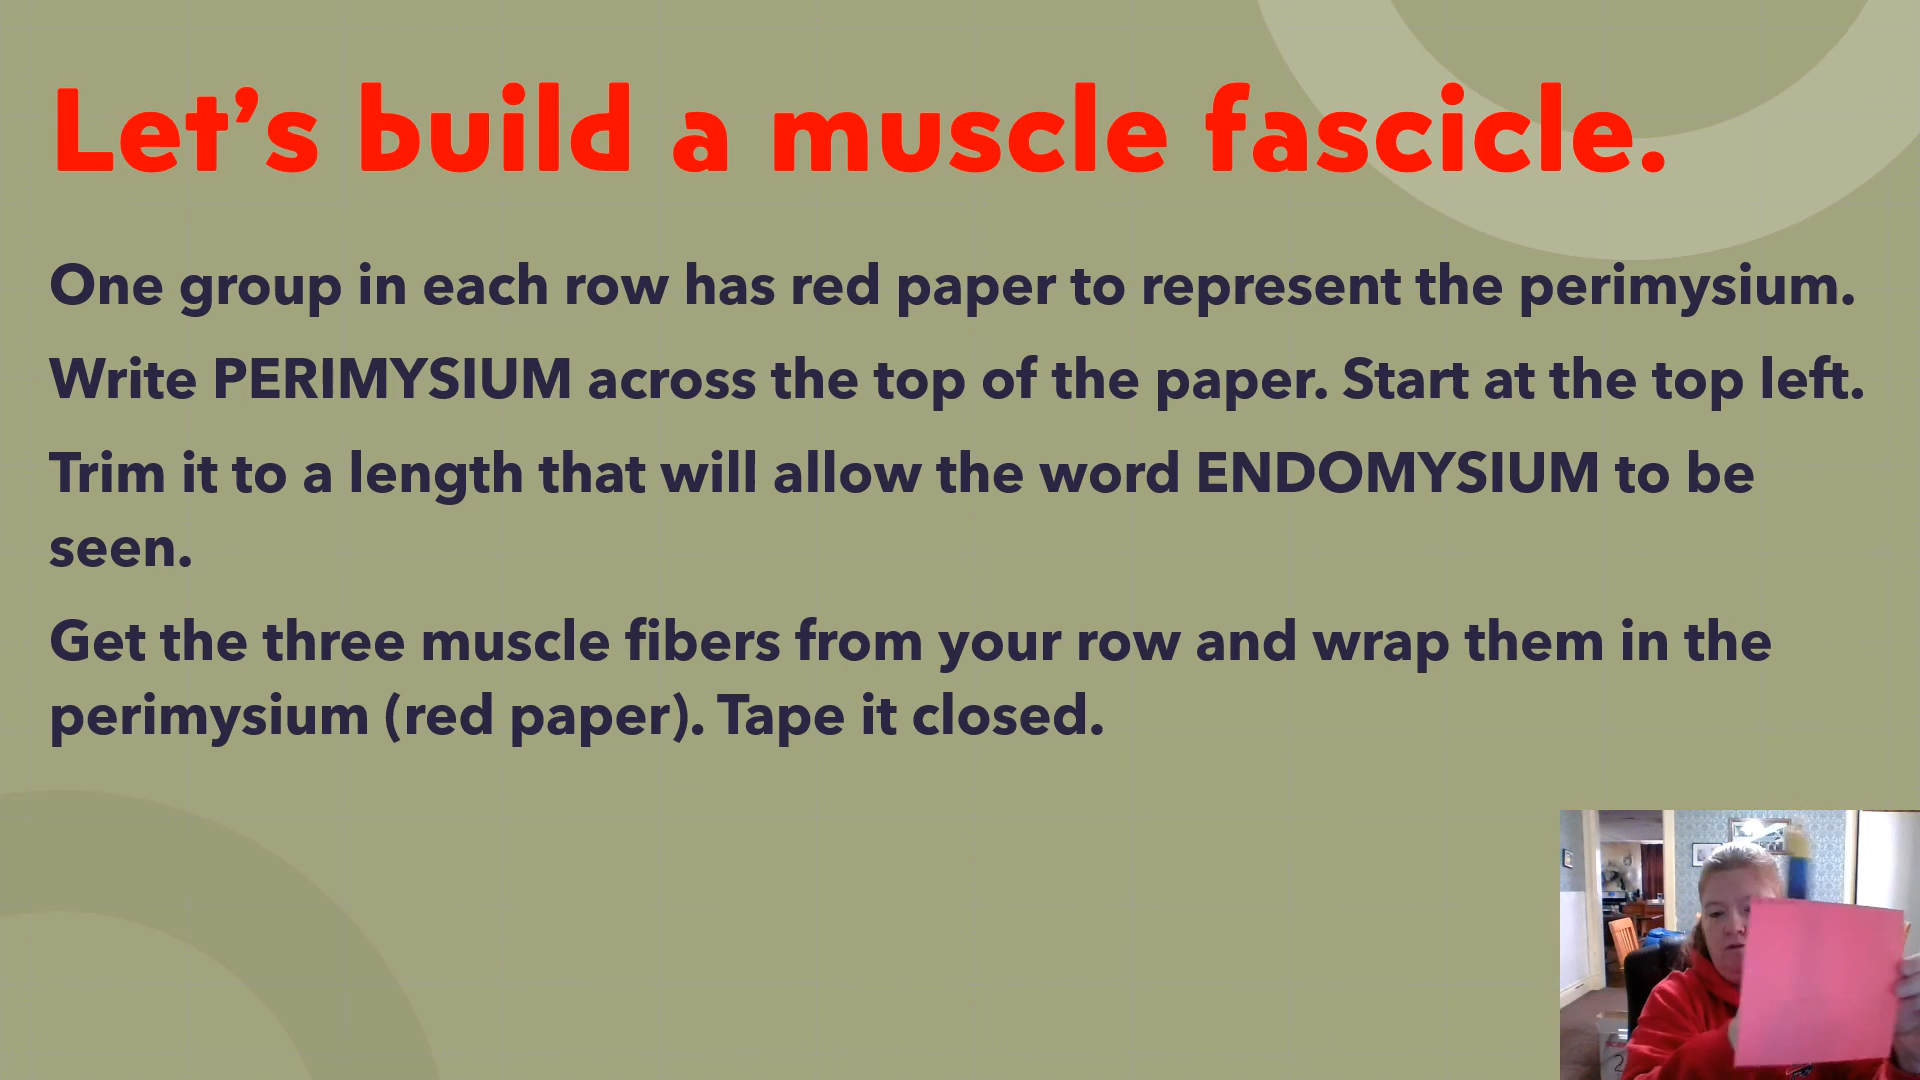 Let’s build a muscle fascicle.
One group in each row has red paper to represent the perimysium.
Write PERIMYSIUM across the top of the paper. Start at the top left.
Trim it to a length that will allow the word ENDOMYSIUM to be
seen.
Get the three muscle fibers from your row and wrap them in the
perimysium (red paper). Tape it closed.
2